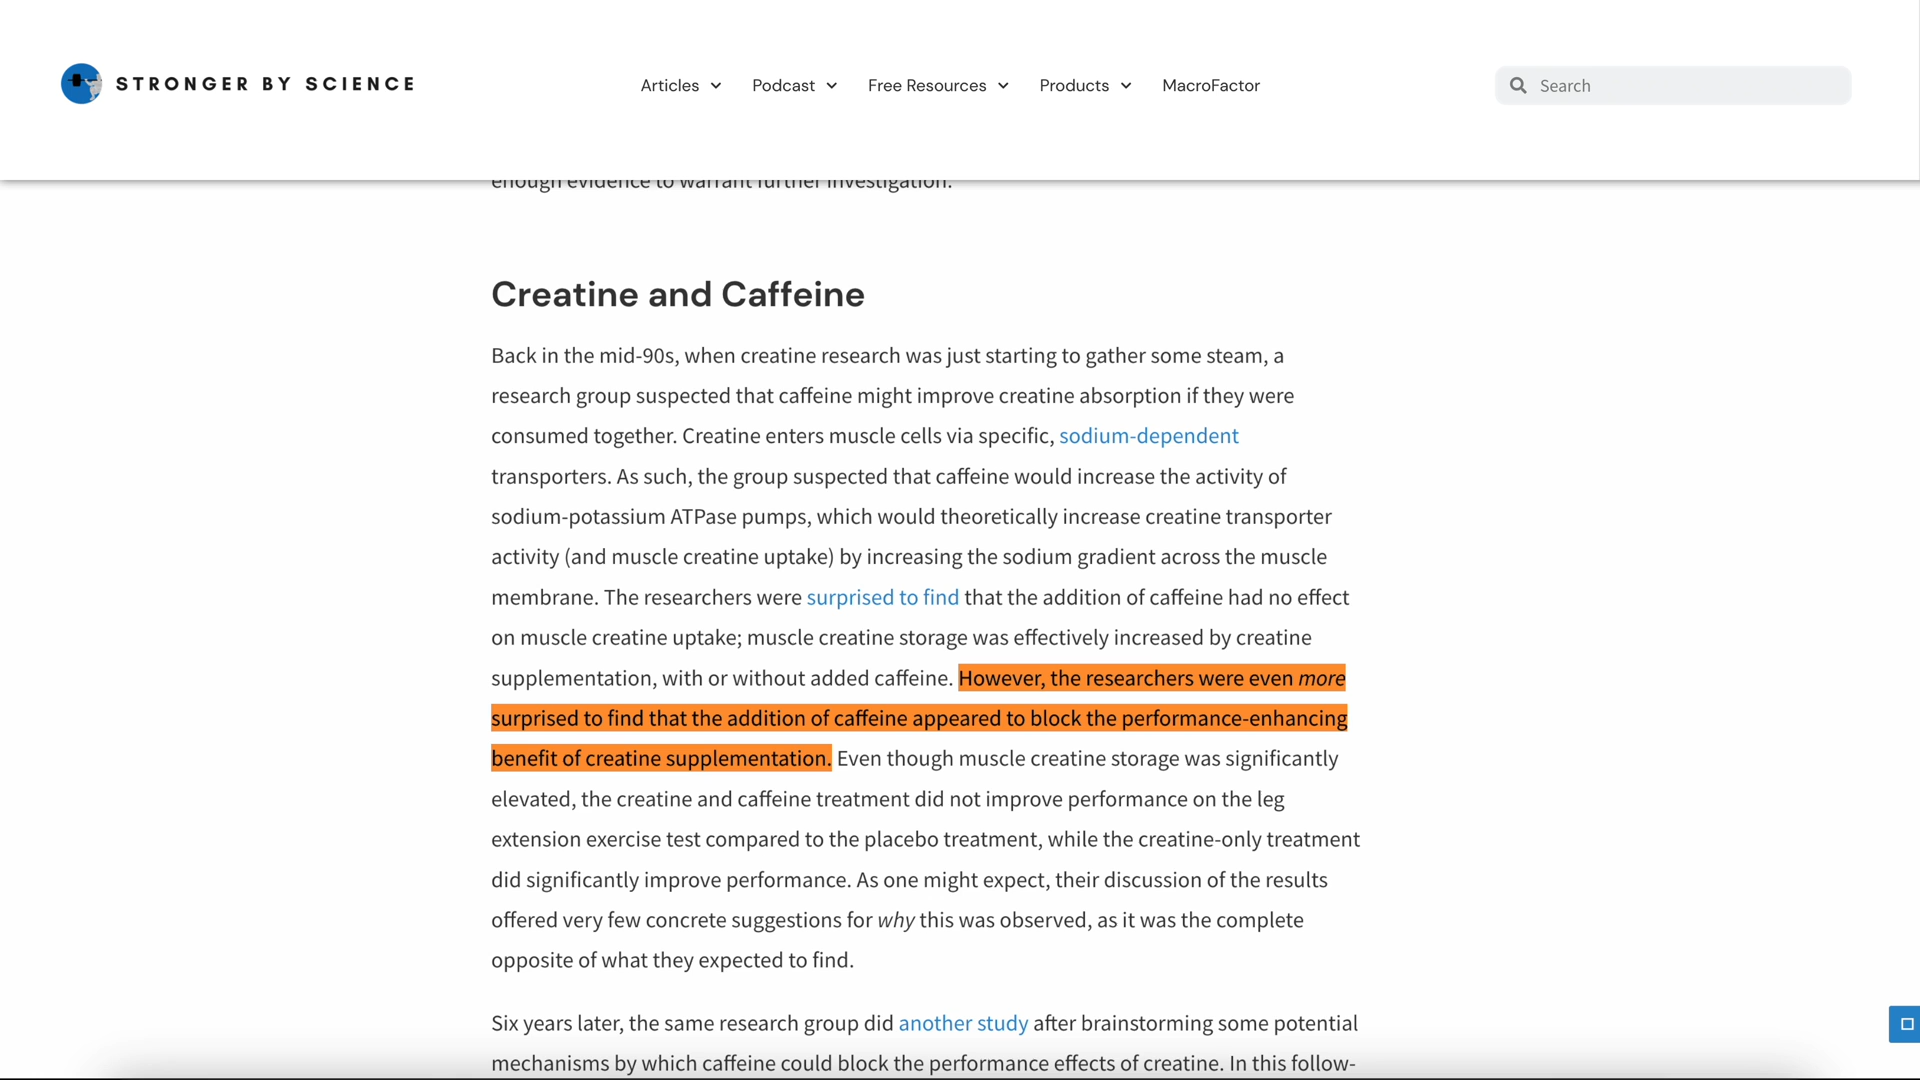 STRONGER BY SCIENCE
Articles
Podcast
Free Resources
Products
MacroFactor
Search
enough evidence to warrant further investigation.
Creatine and Caffeine
Back in the mid-90s, when creatine research was just starting to gather some steam, a
research group suspected that caffeine might improve creatine absorption if they were
consumed together. Creatine enters muscle cells via specific, sodium-dependent
transporters. As such, the group suspected that caffeine would increase the activity of
sodium-potassium ATPase pumps, which would theoretically increase creatine transporter
activity (and muscle creatine uptake) by increasing the sodium gradient across the muscle
membrane. The researchers were surprised to find that the addition of caffeine had no effect
on muscle creatine uptake; muscle creatine storage was effectively increased by creatine
supplementation, with or without added caffeine. However, the researchers were even more
surprised to find that the addition of caffeine appeared to block the performance-enhancing
benefit of creatine supplementation. Even though muscle creatine storage was significantly
elevated, the creatine and caffeine treatment did not improve performance on the leg
extension exercise test compared to the placebo treatment, while the creatine-only treatment
did significantly improve performance. As one might expect, their discussion of the results
offered very few concrete suggestions for why this was observed, as it was the complete
opposite of what they expected to find.
Six years later, the same research group did another study after brainstorming some potential
mechanisms by which caffeine could block the performance effects of creatine. In this follow-